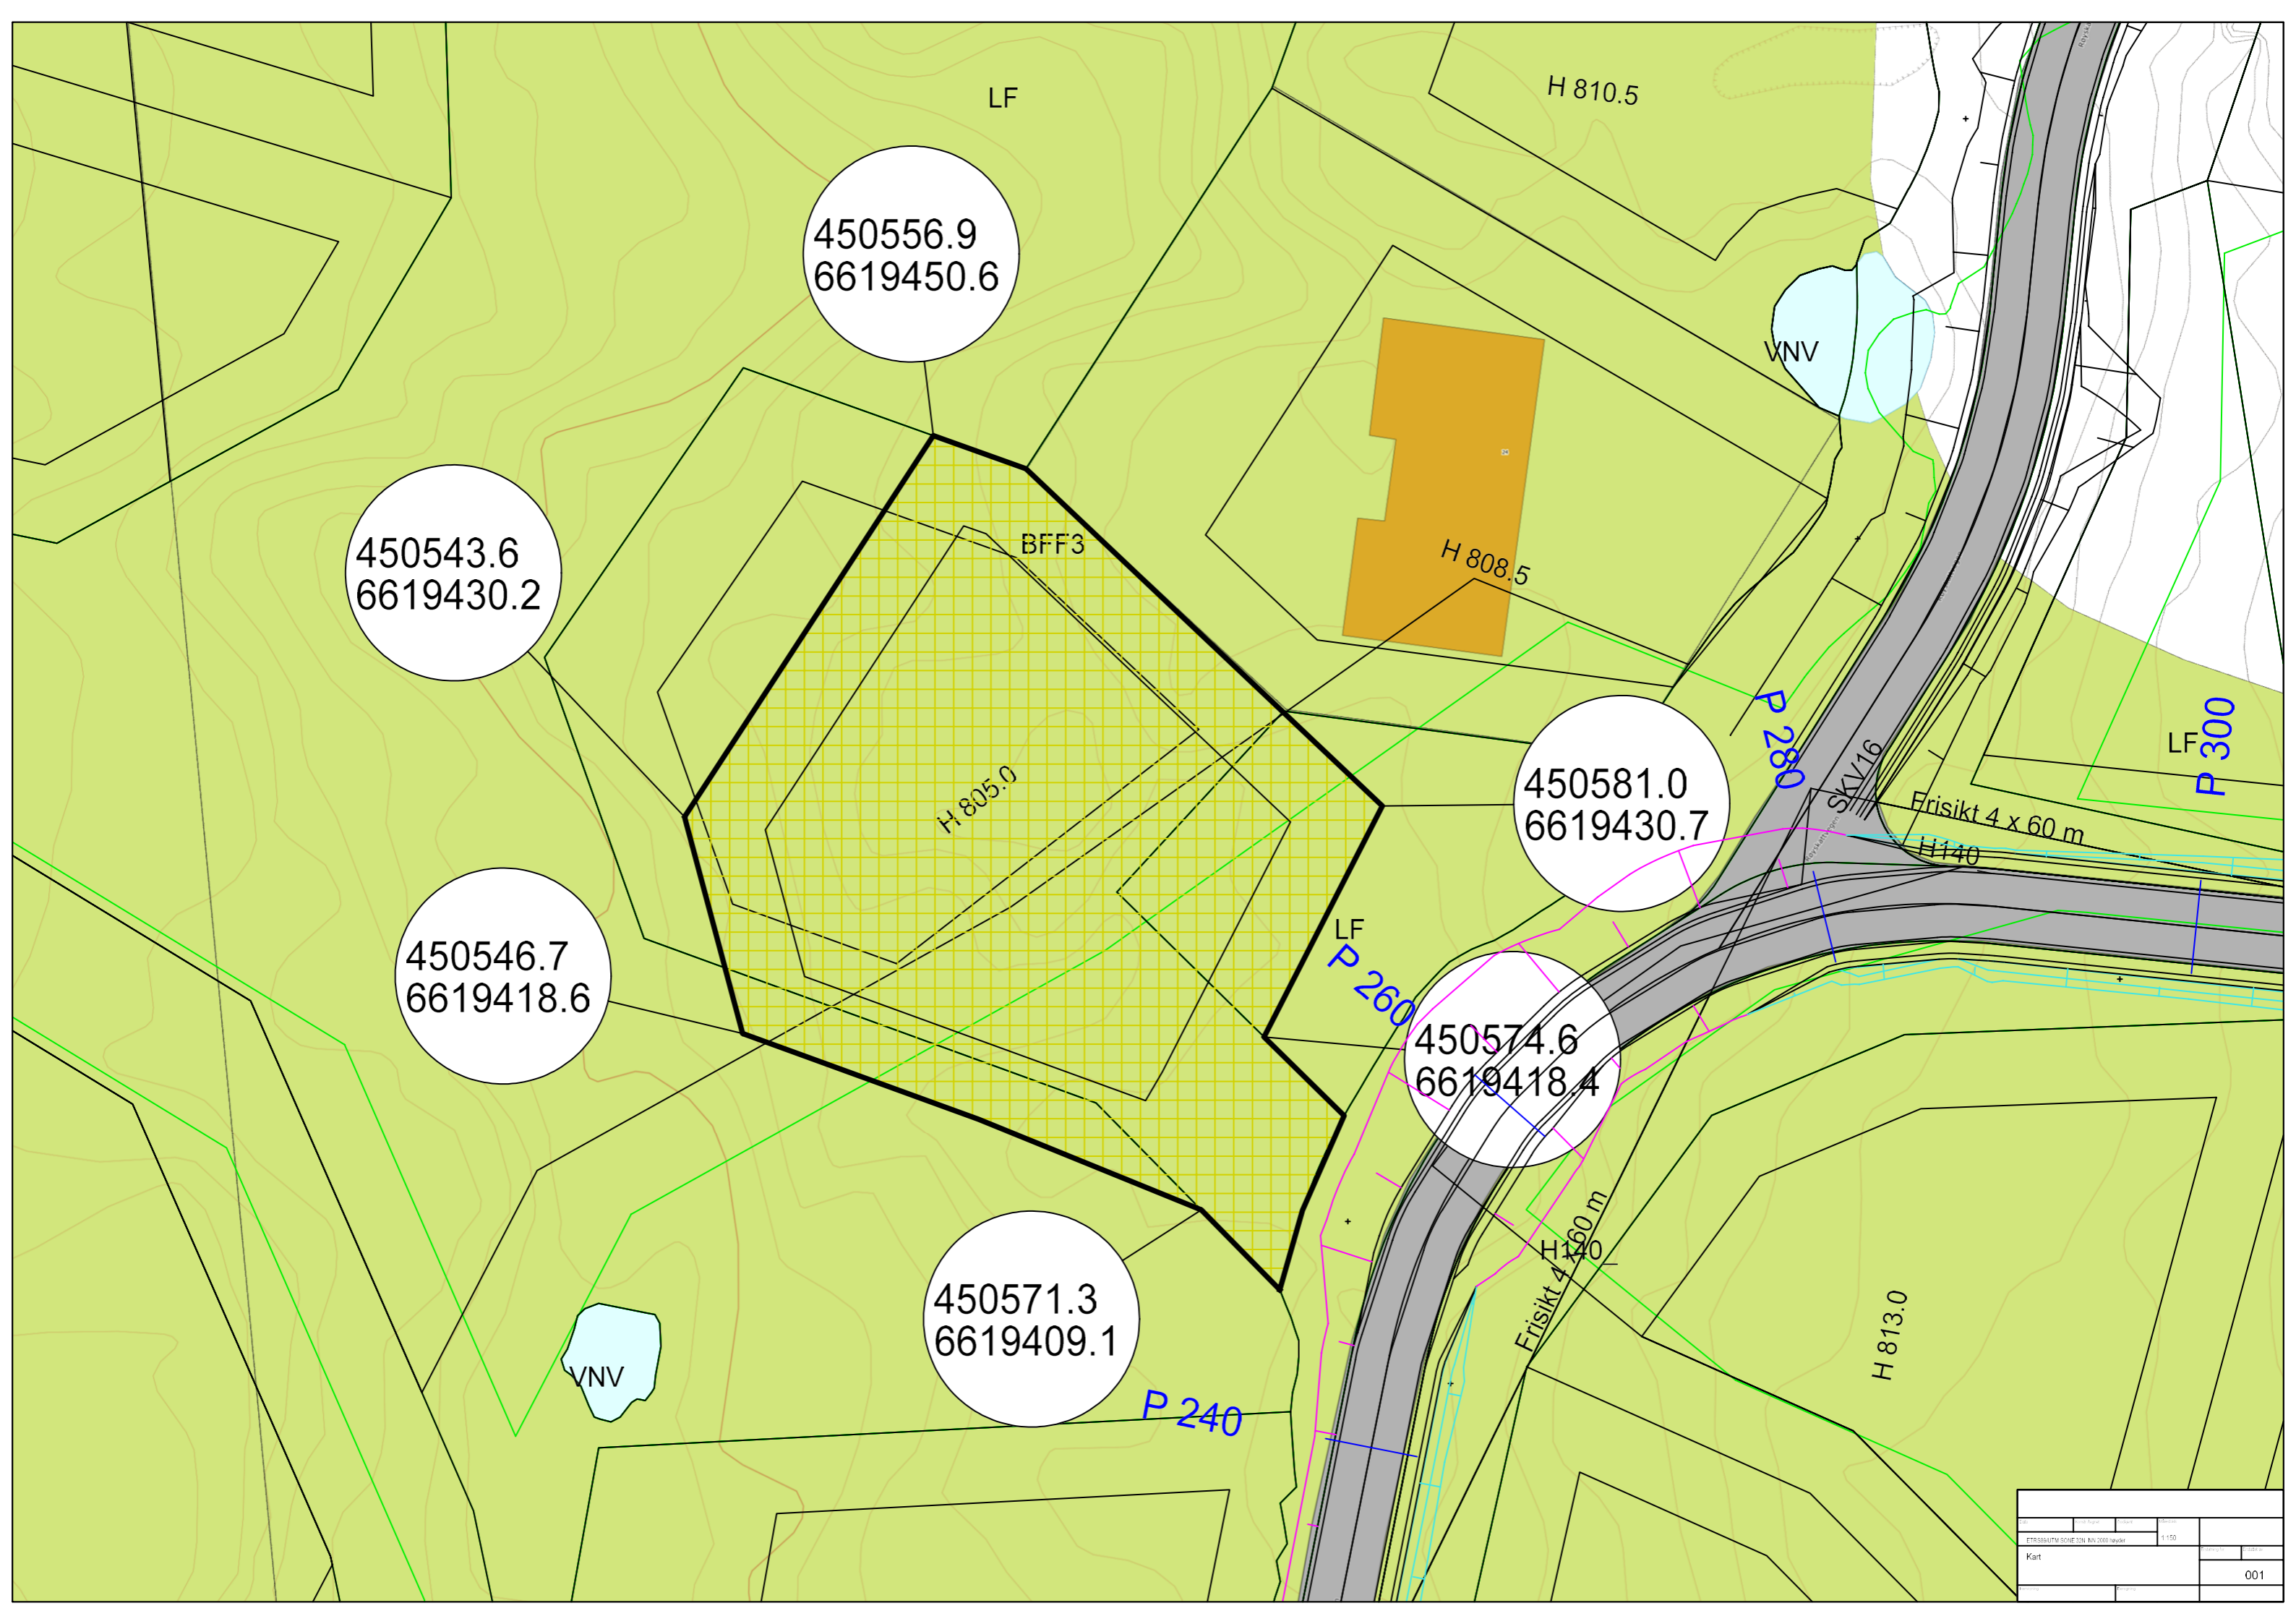 LF
H 810.5
450556.9
6619450.6
VNV
450543.6
6619430.2
BFF3
H 808.5
H 805.0
P 280
SKV16
LF
P 300
450581.0
6619430.7
Frisikt 4 x 60 m
H140
LF
P 260
450546.7
6619418.6
450574.6
6619418.4
Frisikt 4 x 60 m
H140
450571.3
6619409.1
H 813.0
VNV
P 240
1:150
Kart
001